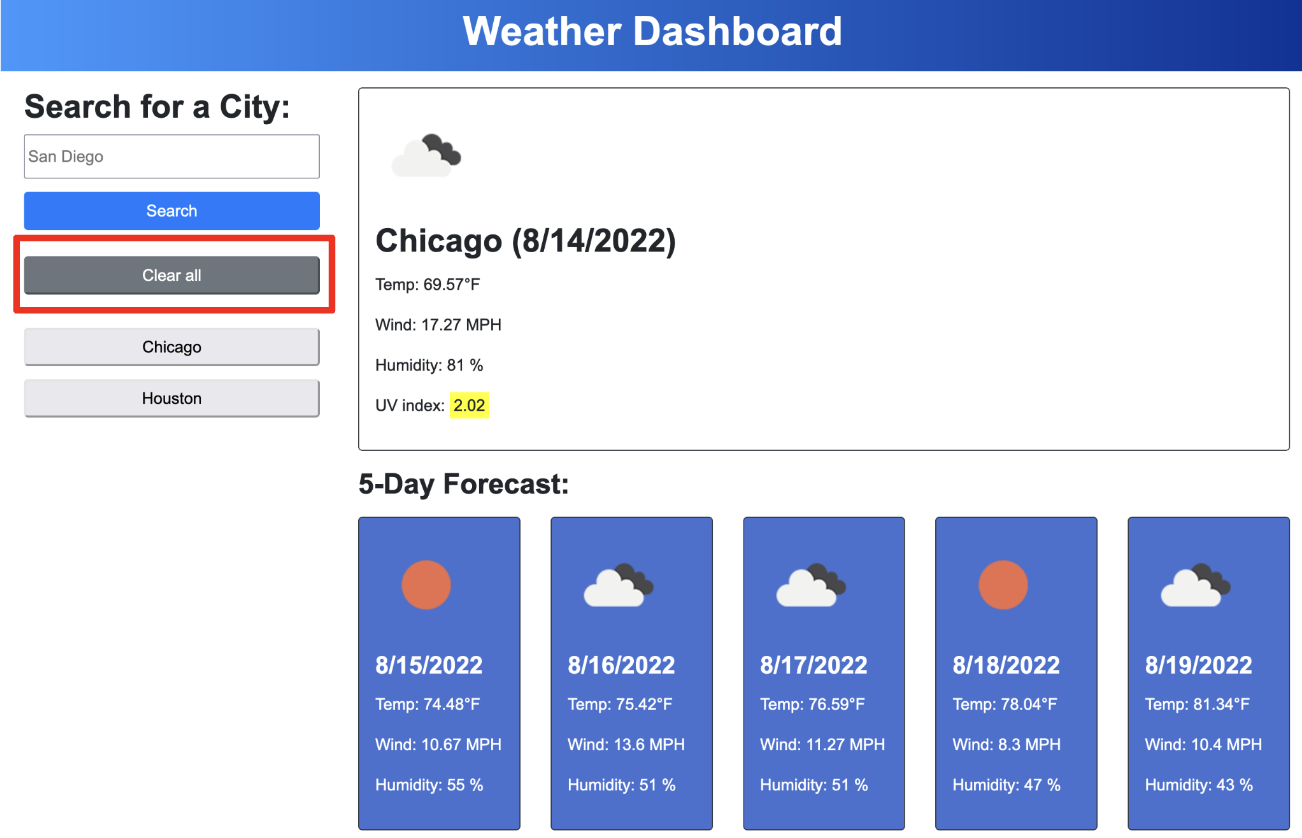 Weather Dashboard
Search for a City:
San Diego
Search
Clear all
Chicago
Houston
Chicago (8/14/2022)
Temp: 69.57°F
Wind: 17.27 MPH
Humidity: 81 %
UV index: 2.02
5-Day Forecast:
8/15/2022
Temp: 74.48°F
Wind: 10.67 MPH
Humidity: 55 %
8/16/2022
Temp: 75.42°F
Wind: 13.6 MPH
Humidity: 51 %
8/17/2022
Temp: 76.59°F
Wind: 11.27 MPH
Humidity: 51 %
8/18/2022
Temp: 78.04°F
Wind: 8.3 MPH
Humidity: 47 %
8/19/2022
Temp: 81.34°F
Wind: 10.4 MPH
Humidity: 43 %